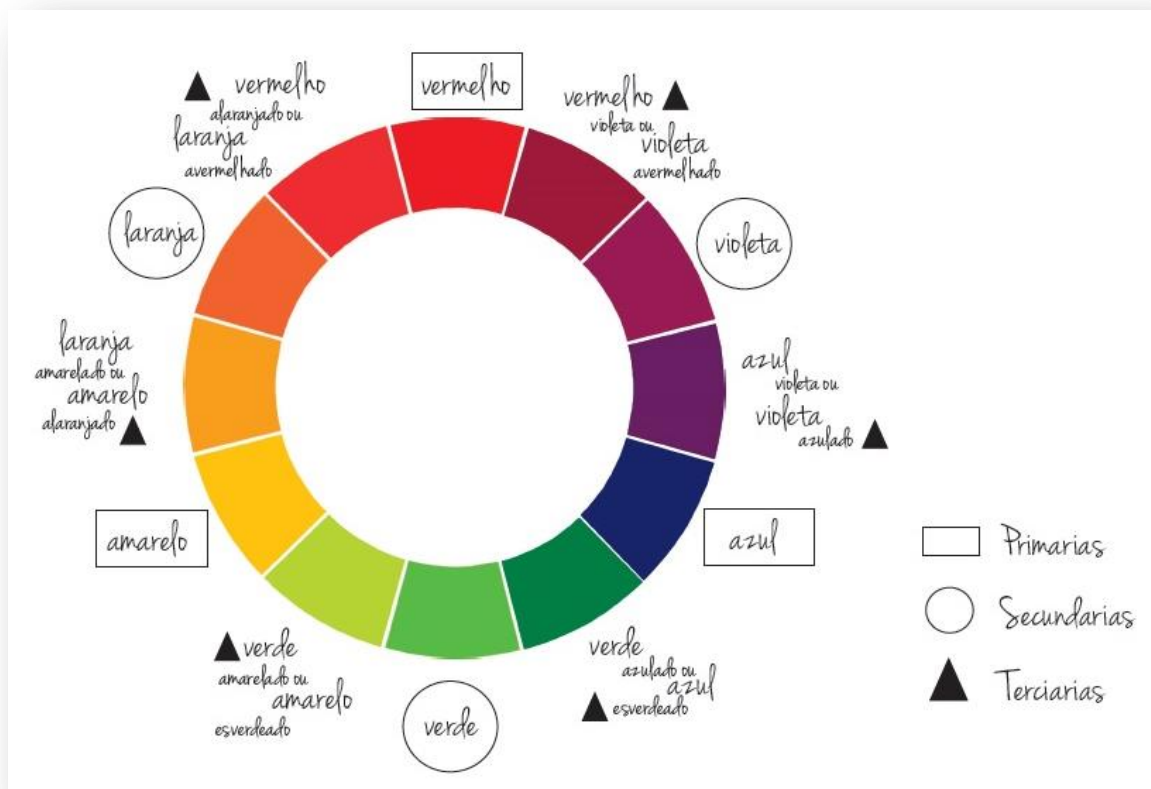 vermelho
vermelho
violeta ou
violeta
avermelhado
violeta
azul
violeta ou
violeta
azulado
azul
verde
azulado ou
azul
esverdeado
verde
verde
amarelado ou
amarelo
esverdeado
amarelo
laranja
amarelado ou
amarelo
alaranjado
laranja
vermelho
alaranjado ou
laranja
avermelhado
Primarias
Secundarias
Terciarias